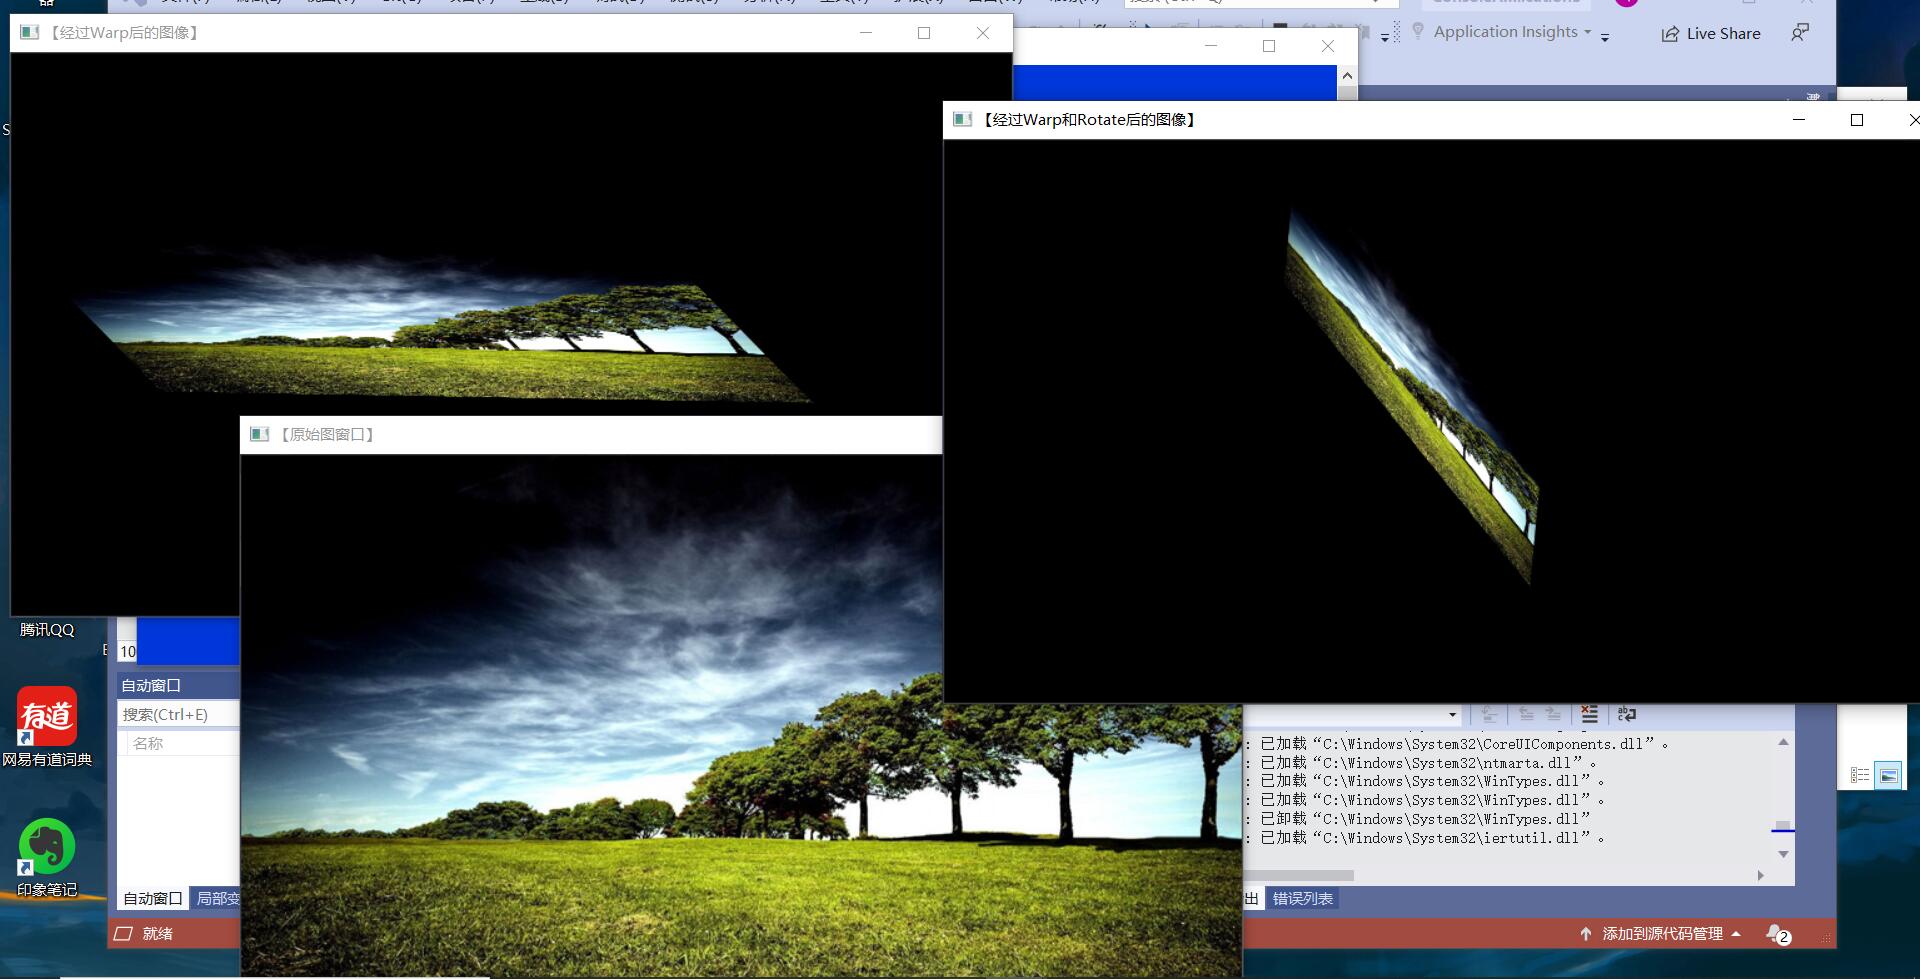 【经过Warp后的图像】
Application Insights
Live Share
【经过Warp和Rotate后的图像】
【原始图窗口】
腾讯QQ
10
自动窗口
搜索(Ctrl+E)
名称
有道
网易有道词典
: 已加载“C:\Windows\System32\CoreUIComponents.dll”。
: 已加载“C:\Windows\System32\ntmarta.dll”。
: 已加载“C:\Windows\System32\WinTypes.dll”。
: 已加载“C:\Windows\System32\WinTypes.dll”。
: 已卸载“C:\Windows\System32\WinTypes.dll”
: 已加载“C:\Windows\System32\iertutil.dll”。
印象笔记
自动窗口 局部变
出 错误列表
就绪
添加到源代码管理 2